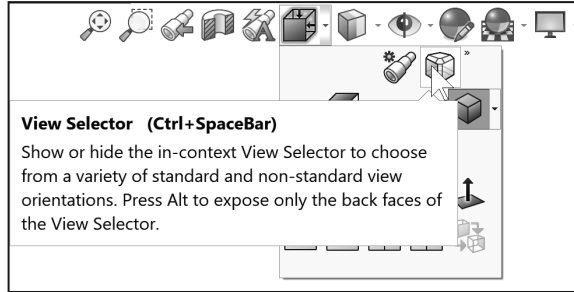 »
View Selector (Ctrl+SpaceBar)
Show or hide the in-context View Selector to choose
from a variety of standard and non-standard view
orientations. Press Alt to expose only the back faces of
the View Selector.